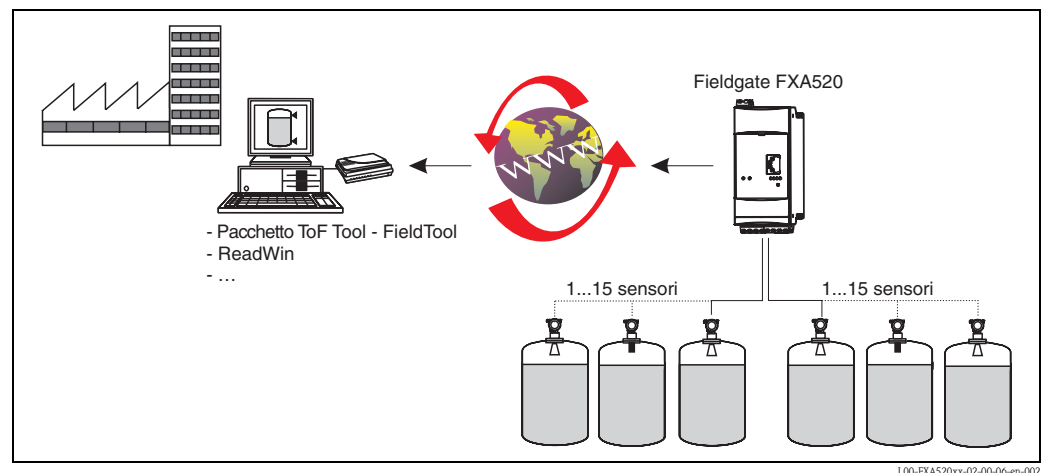 Fieldgate FXA520
WWW
- Pacchetto ToF Tool - FieldTool
- ReadWin
- …
1...15 sensori
1...15 sensori
L00-FXA520xx-02-00-06-en-002